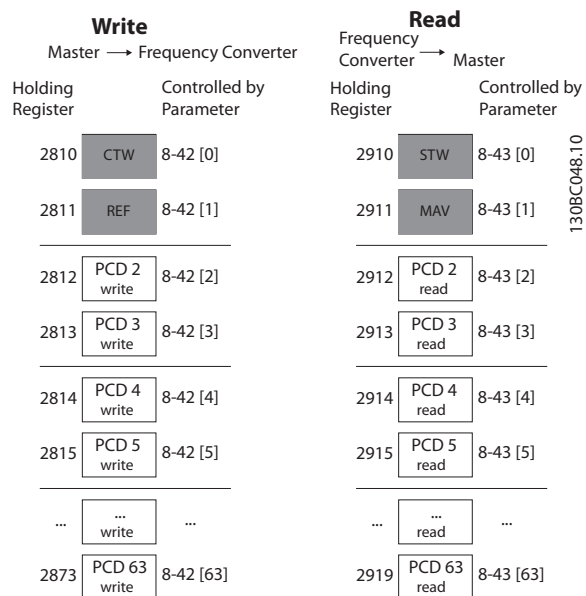 Write
Master → Frequency Converter
Holding Register
Controlled by Parameter
2810 CTW 8-42 [0]
2811 REF 8-42 [1]
2812 PCD 2 write 8-42 [2]
2813 PCD 3 write 8-42 [3]
2814 PCD 4 write 8-42 [4]
2815 PCD 5 write 8-42 [5]
... ... write ...
2873 PCD 63 write 8-42 [63]
Read
Frequency Converter → Master
Holding Register
Controlled by Parameter
2910 STW 8-43 [0]
2911 MAV 8-43 [1]
2912 PCD 2 read 8-43 [2]
2913 PCD 3 read 8-43 [3]
2914 PCD 4 read 8-43 [4]
2915 PCD 5 read 8-43 [5]
... ... read ...
2919 PCD 63 read 8-43 [63]
130BC048.10